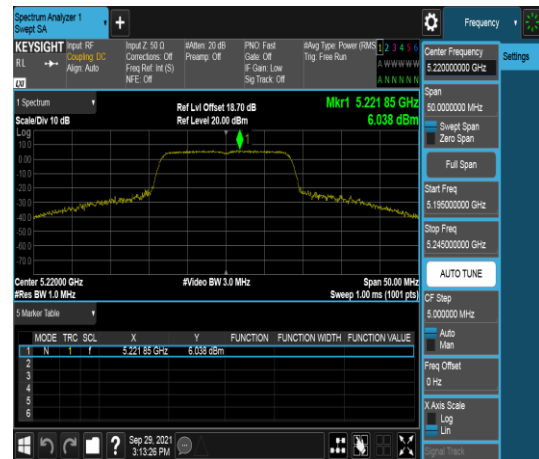 Spectrum Analyzer 1
Swept SA
+
Frequency
KEYSIGHT
RL
LXI
Input: RF
Coupling: DC
Align: Auto
Input Z: 50 Ω
Corrections: Off
Freq Ref: Int (S)
NFE: Off
#Atten: 20 dB
Preamp: Off
PNO: Fast
Gate: Off
IF Gain: Low
Sig Track: Off
#Avg Type: Power (RMS
Trig: Free Run
1 2 3 4 5 6
A W W W W W
A N N N N N
Center Frequency
5.220000000 GHz
Settings
Span
50.0000000 MHz
Swept Span
Zero Span
Full Span
Start Freq
5.195000000 GHz
Stop Freq
5.245000000 GHz
AUTO TUNE
CF Step
5.000000 MHz
Auto
Man
Freq Offset
0 Hz
X Axis Scale
Log
Lin
Signal Track
1 Spectrum
Scale/Div 10 dB
Ref Lvl Offset 18.70 dB
Ref Level 20.00 dBm
Mkr1 5.221 85 GHz
6.038 dBm
Log
10.0
0.00
-10.0
-20.0
-30.0
-40.0
-50.0
-60.0
-70.0
1
Center 5.22000 GHz
#Res BW 1.0 MHz
#Video BW 3.0 MHz
Span 50.00 MHz
Sweep 1.00 ms (1001 pts)
5 Marker Table
MODE TRC SCL X Y FUNCTION FUNCTION WIDTH FUNCTION VALUE
1 N 1 f 5.221 85 GHz 6.038 dBm
2
3
4
5
6
?
Sep 29, 2021
3:13:26 PM